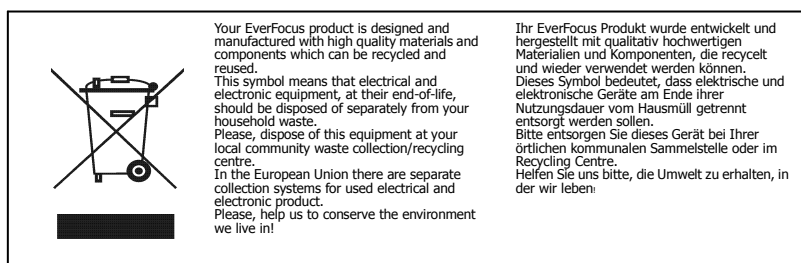 Your EverFocus product is designed and
manufactured with high quality materials and
components which can be recycled and
reused.
This symbol means that electrical and
electronic equipment, at their end-of-life,
should be disposed of separately from your
household waste.
Please, dispose of this equipment at your
local community waste collection/recycling
centre.
In the European Union there are separate
collection systems for used electrical and
electronic product.
Please, help us to conserve the environment
we live in!
Ihr EverFocus Produkt wurde entwickelt und
hergestellt mit qualitativ hochwertigen
Materialien und Komponenten, die recycelt
und wieder verwendet werden können.
Dieses Symbol bedeutet, dass elektrische und
elektronische Geräte am Ende ihrer
Nutzungsdauer vom Hausmüll getrennt
entsorgt werden sollen.
Bitte entsorgen Sie dieses Gerät bei Ihrer
örtlichen kommunalen Sammelstelle oder im
Recycling Centre.
Helfen Sie uns bitte, die Umwelt zu erhalten, in
der wir leben!